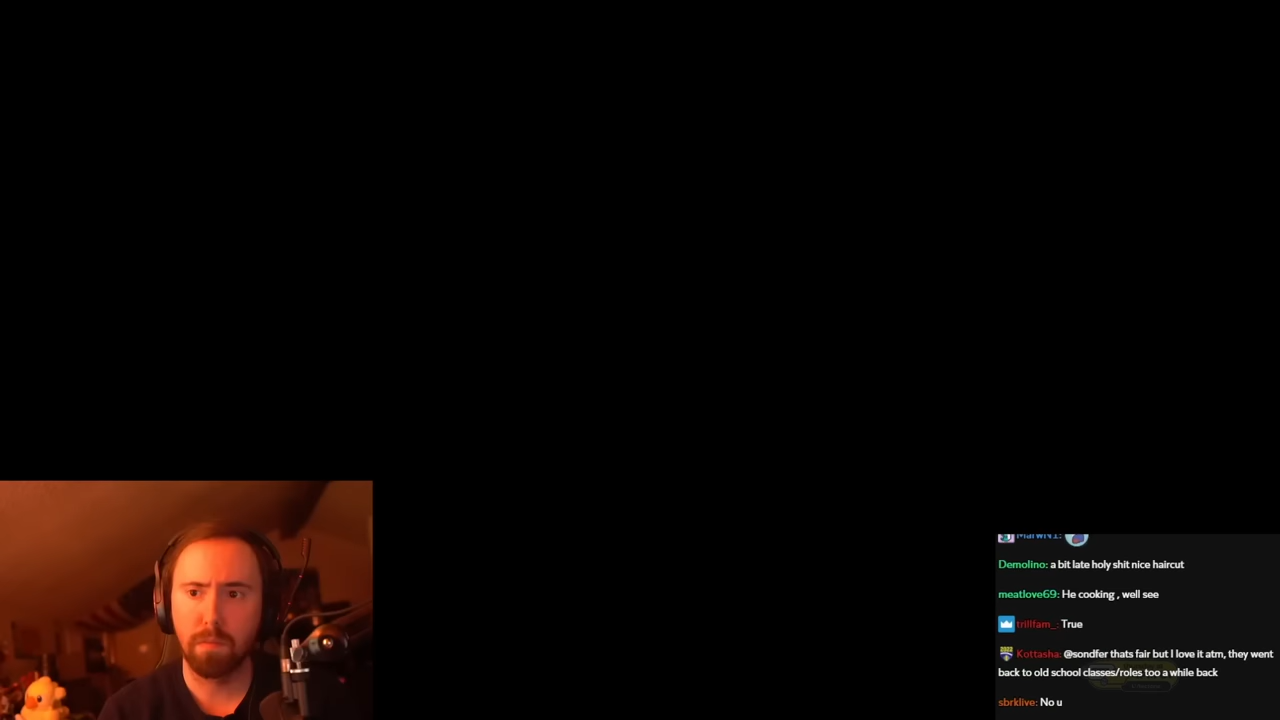 MarwN1:
Demolino: a bit late holy shit nice haircut
meatlove69: He cooking , well see
trillfam_: True
Kottasha: @sondfer thats fair but I love it atm, they went
back to old school classes/roles too a while back
sbrklive: No u